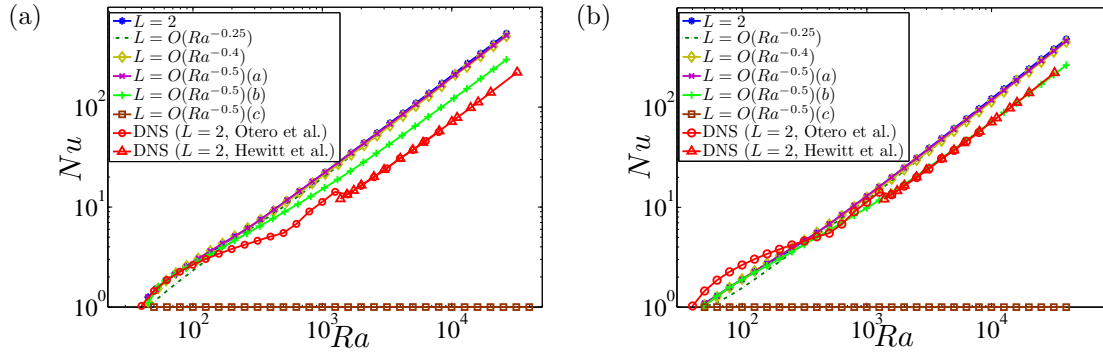 (a)
L = 2
L = O(Ra^{-0.25})
L = O(Ra^{-0.4})
L = O(Ra^{-0.5})(a)
L = O(Ra^{-0.5})(b)
L = O(Ra^{-0.5})(c)
DNS (L = 2, Otero et al.)
DNS (L = 2, Hewitt et al.)
Nu
10^2
10^1
10^0
10^2
10^3
10^4
Ra
(b)
L = 2
L = O(Ra^{-0.25})
L = O(Ra^{-0.4})
L = O(Ra^{-0.5})(a)
L = O(Ra^{-0.5})(b)
L = O(Ra^{-0.5})(c)
DNS (L = 2, Otero et al.)
DNS (L = 2, Hewitt et al.)
Nu
10^2
10^1
10^0
10^2
10^3
10^4
Ra